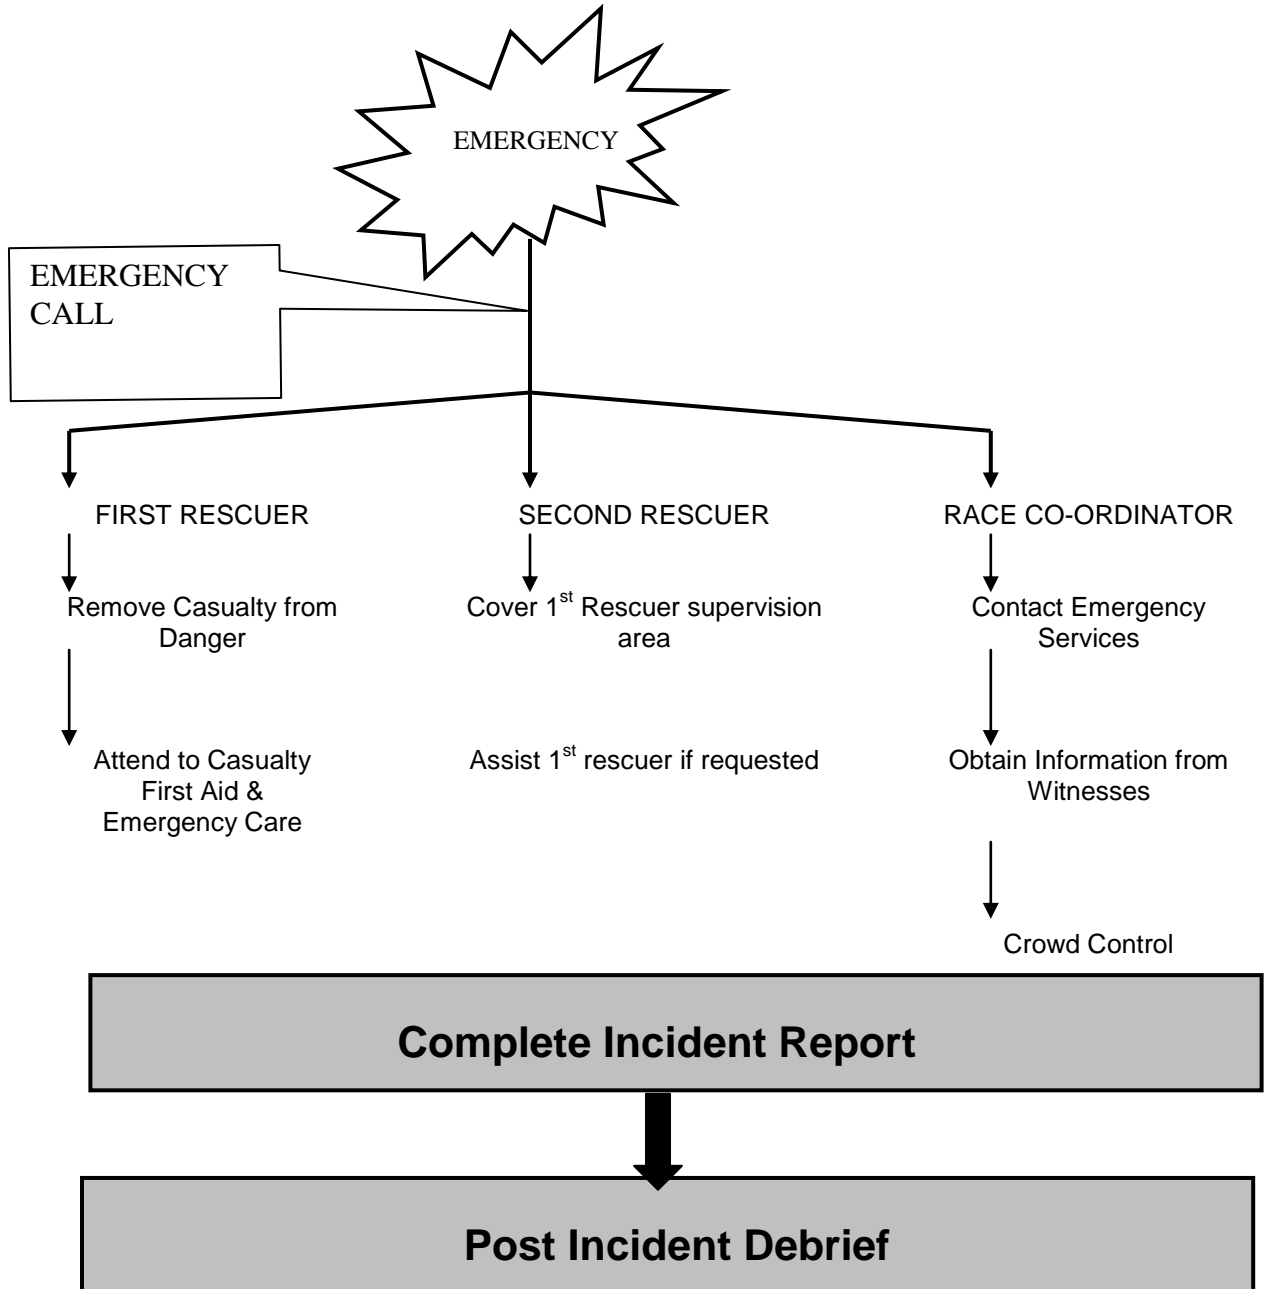 EMERGENCY
EMERGENCY
CALL
FIRST RESCUER
SECOND RESCUER
RACE CO-ORDINATOR
Remove Casualty from
Danger
Cover 1st Rescuer supervision
area
Contact Emergency
Services
Attend to Casualty
First Aid &
Emergency Care
Assist 1st rescuer if requested
Obtain Information from
Witnesses
Crowd Control
Complete Incident Report
Post Incident Debrief